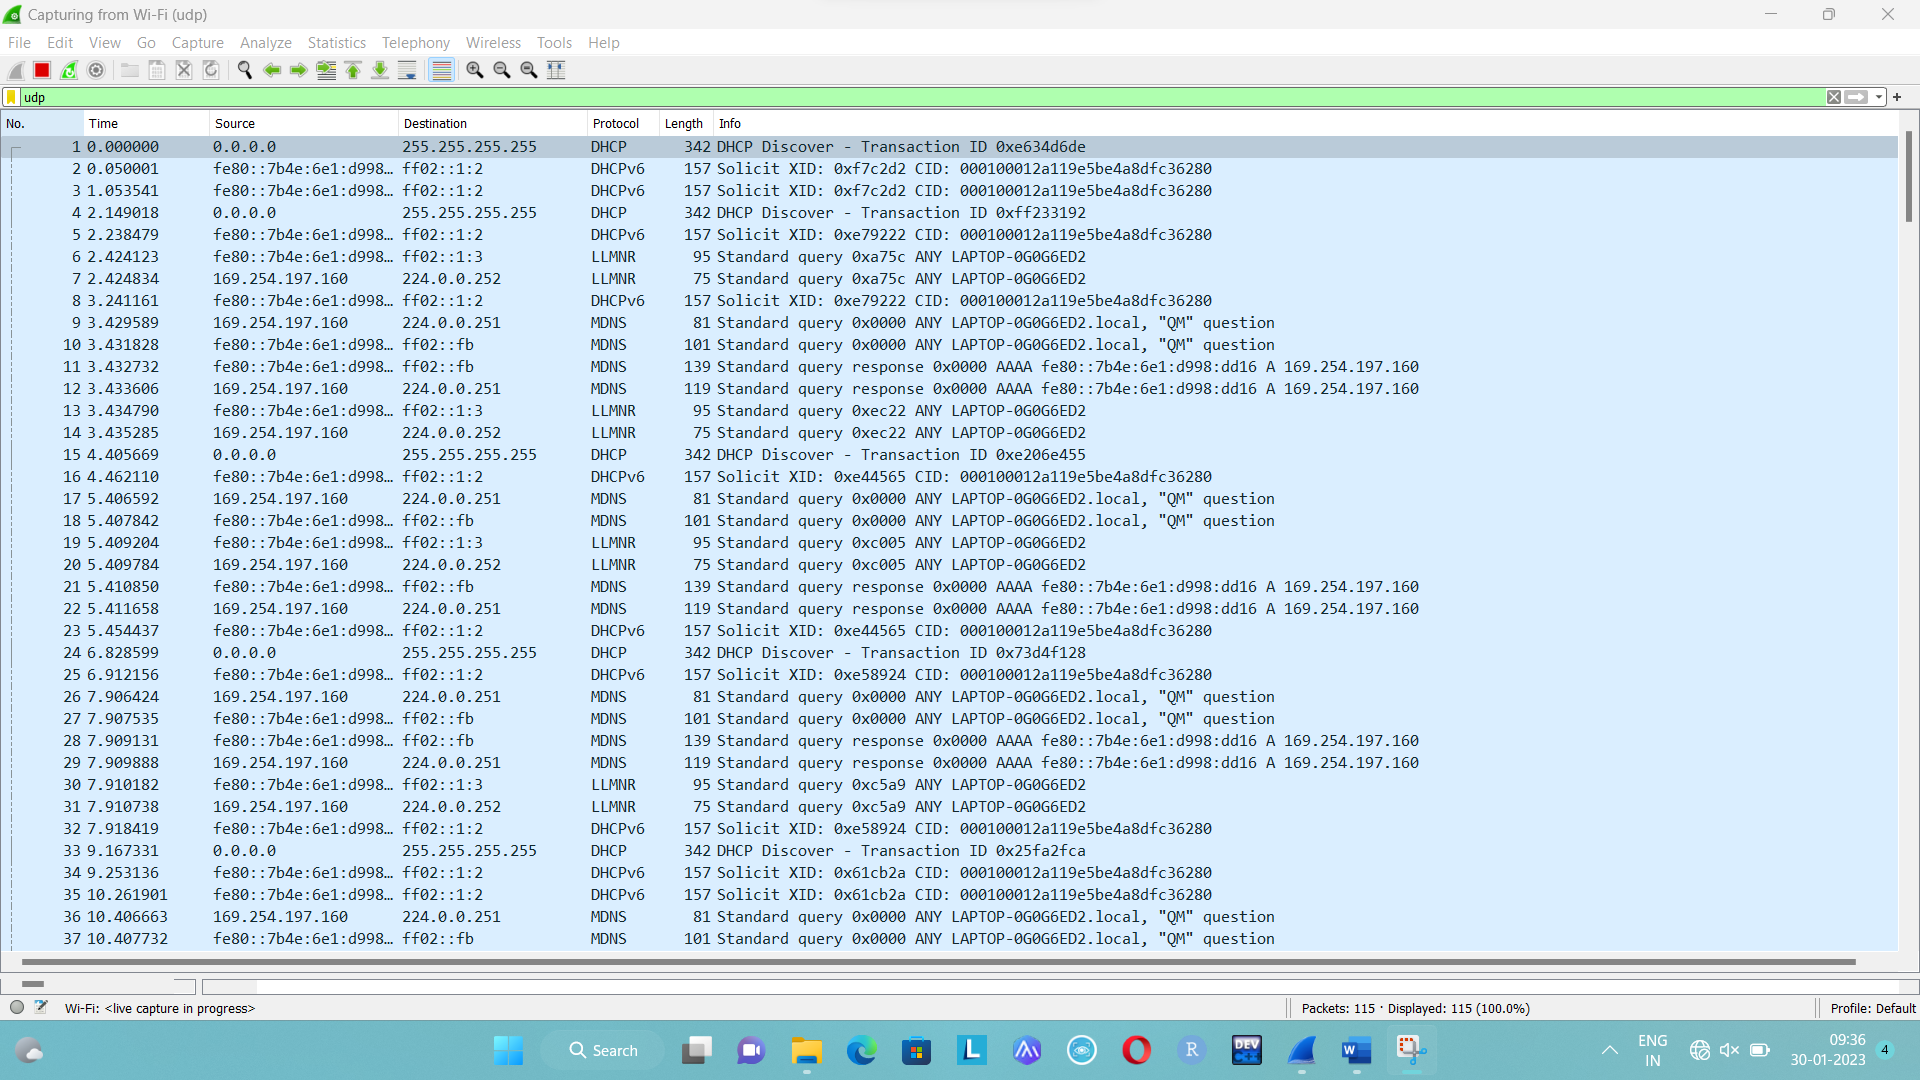 Capturing from Wi-Fi (udp)
File Edit View Go Capture Analyze Statistics Telephony Wireless Tools Help
udp
No. Time Source Destination Protocol Length Info
1 0.000000 0.0.0.0 255.255.255.255 DHCP 342 DHCP Discover - Transaction ID 0xe634d6de
2 0.050001 fe80::7b4e:6e1:d998… ff02::1:2 DHCPv6 157 Solicit XID: 0xf7c2d2 CID: 000100012a119e5be4a8dfc36280
3 1.053541 fe80::7b4e:6e1:d998… ff02::1:2 DHCPv6 157 Solicit XID: 0xf7c2d2 CID: 000100012a119e5be4a8dfc36280
4 2.149018 0.0.0.0 255.255.255.255 DHCP 342 DHCP Discover - Transaction ID 0xff233192
5 2.238479 fe80::7b4e:6e1:d998… ff02::1:2 DHCPv6 157 Solicit XID: 0xe79222 CID: 000100012a119e5be4a8dfc36280
6 2.424123 fe80::7b4e:6e1:d998… ff02::1:3 LLMNR 95 Standard query 0xa75c ANY LAPTOP-0G0G6ED2
7 2.424834 169.254.197.160 224.0.0.252 LLMNR 75 Standard query 0xa75c ANY LAPTOP-0G0G6ED2
8 3.241161 fe80::7b4e:6e1:d998… ff02::1:2 DHCPv6 157 Solicit XID: 0xe79222 CID: 000100012a119e5be4a8dfc36280
9 3.429589 169.254.197.160 224.0.0.251 MDNS 81 Standard query 0x0000 ANY LAPTOP-0G0G6ED2.local, "QM" question
10 3.431828 fe80::7b4e:6e1:d998… ff02::fb MDNS 101 Standard query 0x0000 ANY LAPTOP-0G0G6ED2.local, "QM" question
11 3.432732 fe80::7b4e:6e1:d998… ff02::fb MDNS 139 Standard query response 0x0000 AAAA fe80::7b4e:6e1:d998:dd16 A 169.254.197.160
12 3.433606 169.254.197.160 224.0.0.251 MDNS 119 Standard query response 0x0000 AAAA fe80::7b4e:6e1:d998:dd16 A 169.254.197.160
13 3.434790 fe80::7b4e:6e1:d998… ff02::1:3 LLMNR 95 Standard query 0xec22 ANY LAPTOP-0G0G6ED2
14 3.435285 169.254.197.160 224.0.0.252 LLMNR 75 Standard query 0xec22 ANY LAPTOP-0G0G6ED2
15 4.405669 0.0.0.0 255.255.255.255 DHCP 342 DHCP Discover - Transaction ID 0xe206e455
16 4.462110 fe80::7b4e:6e1:d998… ff02::1:2 DHCPv6 157 Solicit XID: 0xe44565 CID: 000100012a119e5be4a8dfc36280
17 5.406592 169.254.197.160 224.0.0.251 MDNS 81 Standard query 0x0000 ANY LAPTOP-0G0G6ED2.local, "QM" question
18 5.407842 fe80::7b4e:6e1:d998… ff02::fb MDNS 101 Standard query 0x0000 ANY LAPTOP-0G0G6ED2.local, "QM" question
19 5.409204 fe80::7b4e:6e1:d998… ff02::1:3 LLMNR 95 Standard query 0xc005 ANY LAPTOP-0G0G6ED2
20 5.409784 169.254.197.160 224.0.0.252 LLMNR 75 Standard query 0xc005 ANY LAPTOP-0G0G6ED2
21 5.410850 fe80::7b4e:6e1:d998… ff02::fb MDNS 139 Standard query response 0x0000 AAAA fe80::7b4e:6e1:d998:dd16 A 169.254.197.160
22 5.411658 169.254.197.160 224.0.0.251 MDNS 119 Standard query response 0x0000 AAAA fe80::7b4e:6e1:d998:dd16 A 169.254.197.160
23 5.454437 fe80::7b4e:6e1:d998… ff02::1:2 DHCPv6 157 Solicit XID: 0xe44565 CID: 000100012a119e5be4a8dfc36280
24 6.828599 0.0.0.0 255.255.255.255 DHCP 342 DHCP Discover - Transaction ID 0x73d4f128
25 6.912156 fe80::7b4e:6e1:d998… ff02::1:2 DHCPv6 157 Solicit XID: 0xe58924 CID: 000100012a119e5be4a8dfc36280
26 7.906424 169.254.197.160 224.0.0.251 MDNS 81 Standard query 0x0000 ANY LAPTOP-0G0G6ED2.local, "QM" question
27 7.907535 fe80::7b4e:6e1:d998… ff02::fb MDNS 101 Standard query 0x0000 ANY LAPTOP-0G0G6ED2.local, "QM" question
28 7.909131 fe80::7b4e:6e1:d998… ff02::fb MDNS 139 Standard query response 0x0000 AAAA fe80::7b4e:6e1:d998:dd16 A 169.254.197.160
29 7.909888 169.254.197.160 224.0.0.251 MDNS 119 Standard query response 0x0000 AAAA fe80::7b4e:6e1:d998:dd16 A 169.254.197.160
30 7.910182 fe80::7b4e:6e1:d998… ff02::1:3 LLMNR 95 Standard query 0xc5a9 ANY LAPTOP-0G0G6ED2
31 7.910738 169.254.197.160 224.0.0.252 LLMNR 75 Standard query 0xc5a9 ANY LAPTOP-0G0G6ED2
32 7.918419 fe80::7b4e:6e1:d998… ff02::1:2 DHCPv6 157 Solicit XID: 0xe58924 CID: 000100012a119e5be4a8dfc36280
33 9.167331 0.0.0.0 255.255.255.255 DHCP 342 DHCP Discover - Transaction ID 0x25fa2fca
34 9.253136 fe80::7b4e:6e1:d998… ff02::1:2 DHCPv6 157 Solicit XID: 0x61cb2a CID: 000100012a119e5be4a8dfc36280
35 10.261901 fe80::7b4e:6e1:d998… ff02::1:2 DHCPv6 157 Solicit XID: 0x61cb2a CID: 000100012a119e5be4a8dfc36280
36 10.406663 169.254.197.160 224.0.0.251 MDNS 81 Standard query 0x0000 ANY LAPTOP-0G0G6ED2.local, "QM" question
37 10.407732 fe80::7b4e:6e1:d998… ff02::fb MDNS 101 Standard query 0x0000 ANY LAPTOP-0G0G6ED2.local, "QM" question
Wi-Fi: <live capture in progress> Packets: 115 · Displayed: 115 (100.0%) Profile: Default
Search L R DEV C++ W ENG 09:36
IN 30-01-2023 4